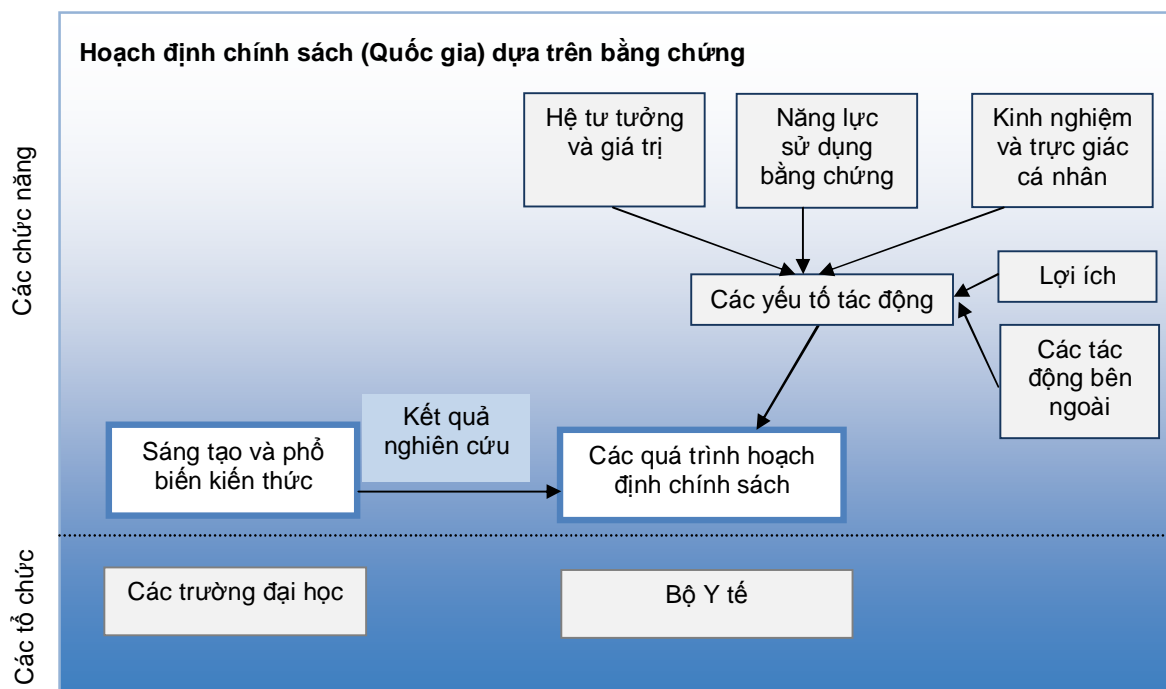 Hoạch định chính sách (Quốc gia) dựa trên bằng chứng
Hệ tư tưởng
và giá trị
Năng lực
sử dụng
bằng chứng
Kinh nghiệm
và trực giác
cá nhân
Các yếu tố tác động
Lợi ích
Các tác
động bên
ngoài
Các chức năng
Sáng tạo và phổ
biến kiến thức
Kết quả
nghiên cứu
Các quá trình hoạch
định chính sách
Các tổ chức
Các trường đại học
Bộ Y tế